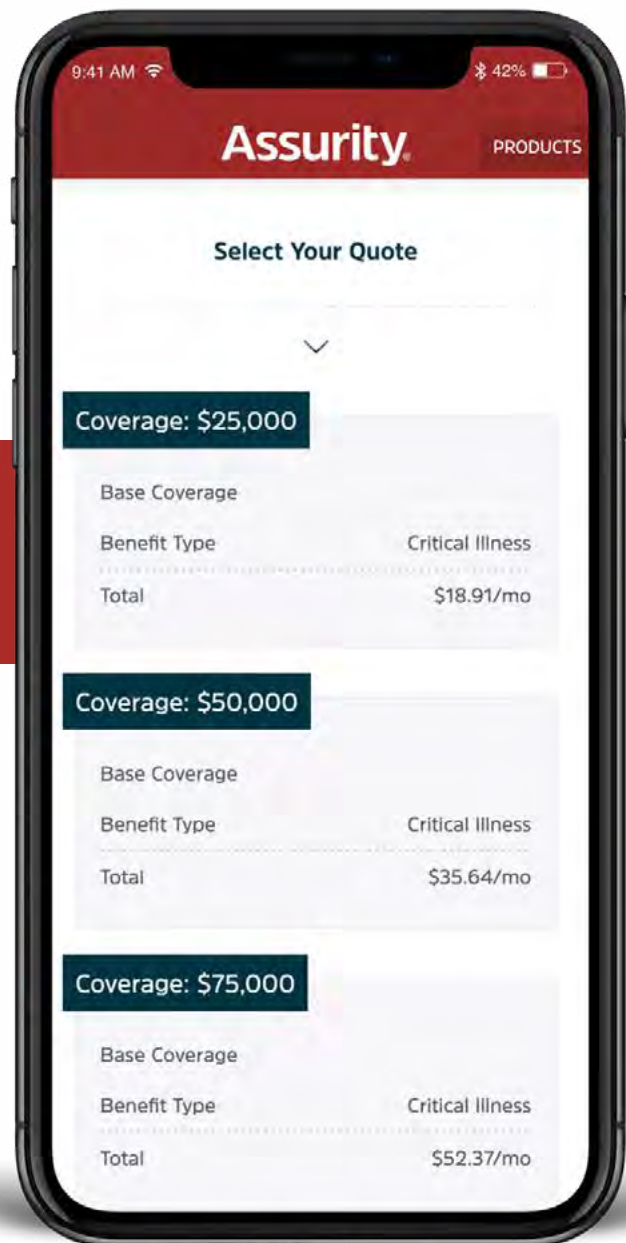 9:41 AM 42%
Assurity® PRODUCTS
Select Your Quote
Coverage: $25,000
Base Coverage
Benefit Type Critical Illness
Total $18.91/mo
Coverage: $50,000
Base Coverage
Benefit Type Critical Illness
Total $35.64/mo
Coverage: $75,000
Base Coverage
Benefit Type Critical Illness
Total $52.37/mo